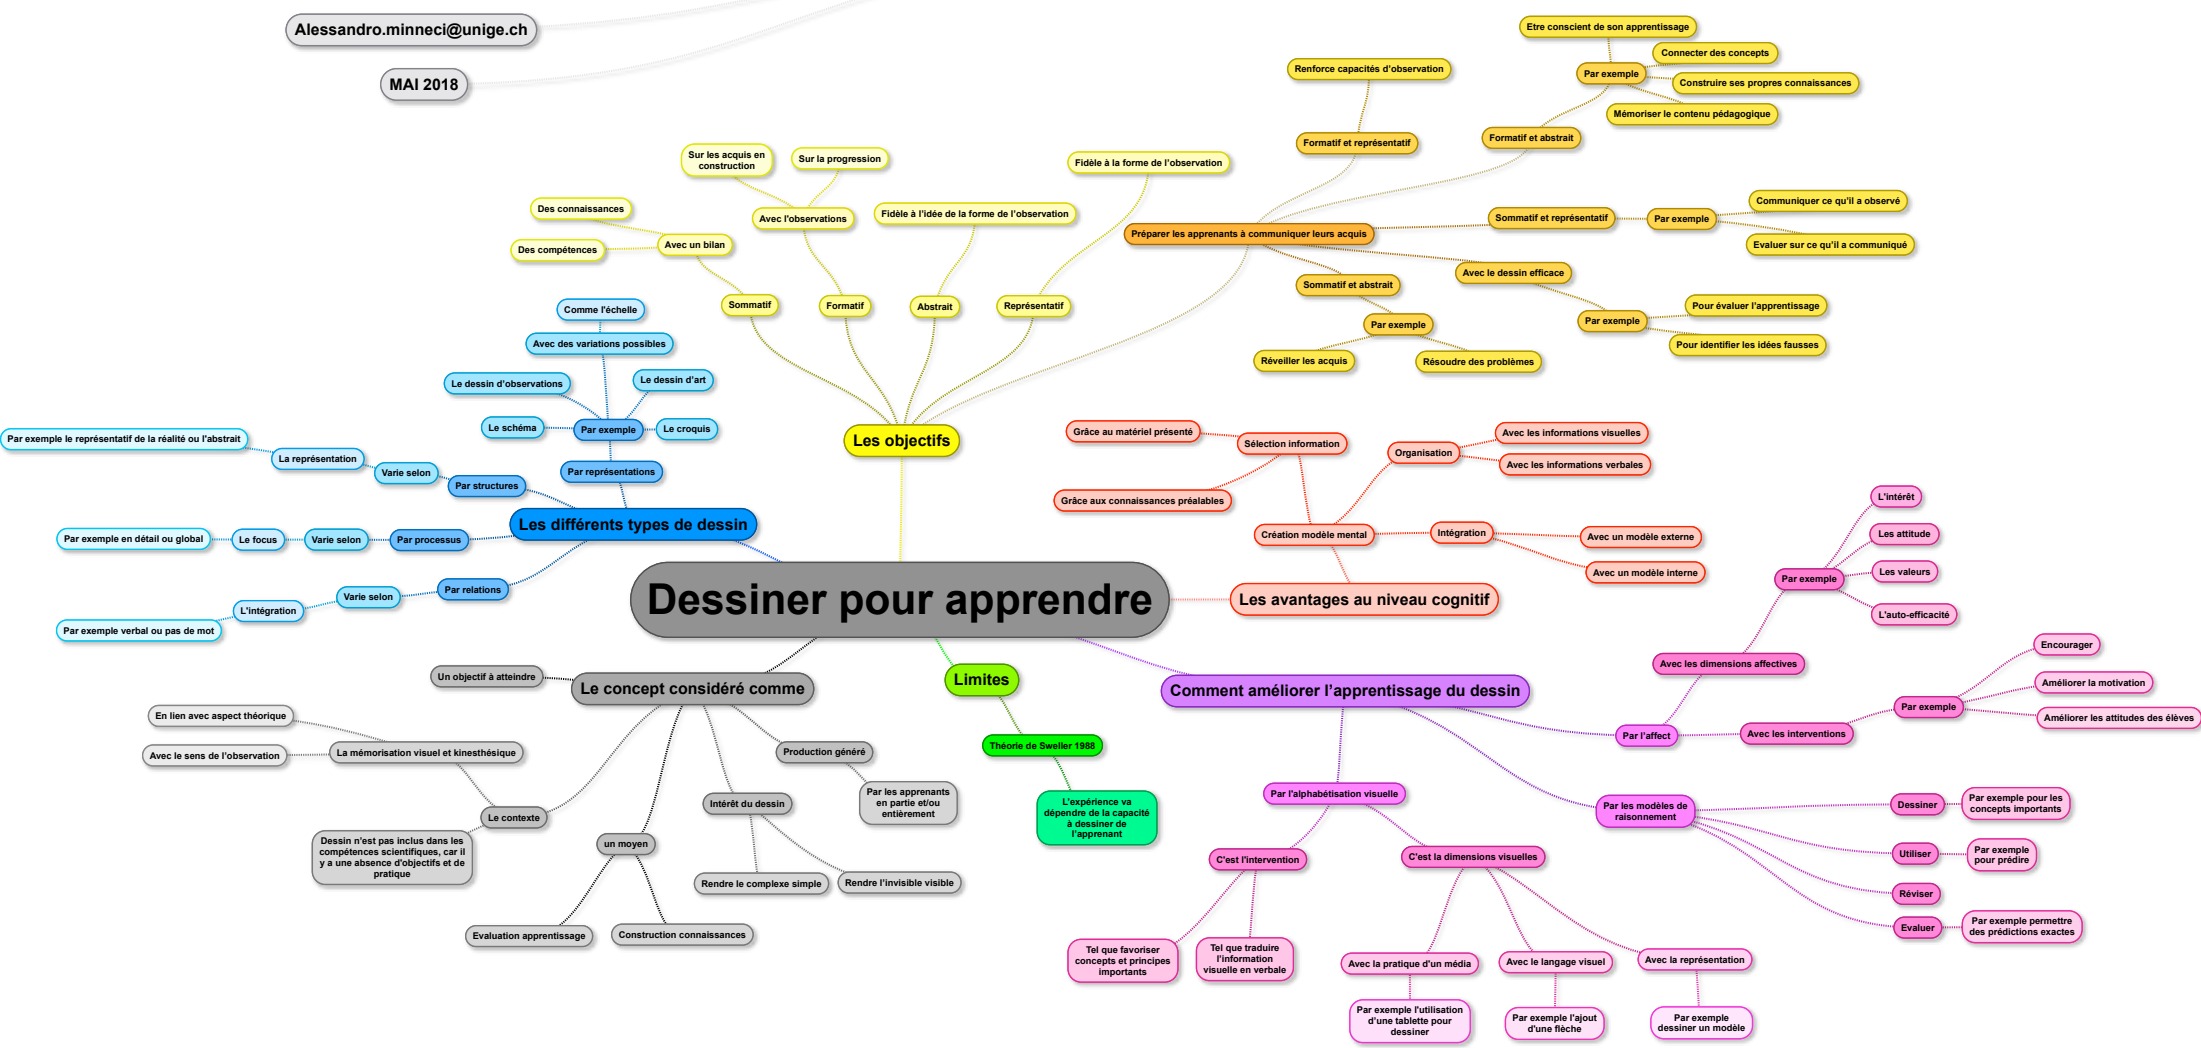 Alessandro.minneci@unige.ch
MAI 2018
Dessiner pour apprendre
Les objectifs
Sommatif
Avec un bilan
Des connaissances
Des compétences
Formatif
Avec l'observations
Sur les acquis en
construction
Sur la progression
Abstrait
Fidèle à l'idée de la forme de l'observation
Représentatif
Fidèle à la forme de l'observation
Préparer les apprenants à communiquer leurs acquis
Formatif et représentatif
Renforce capacités d'observation
Formatif et abstrait
Par exemple
Etre conscient de son apprentissage
Connecter des concepts
Construire ses propres connaissances
Mémoriser le contenu pédagogique
Sommatif et représentatif
Par exemple
Communiquer ce qu'il a observé
Evaluer sur ce qu'il a communiqué
Avec le dessin efficace
Par exemple
Pour évaluer l'apprentissage
Pour identifier les idées fausses
Sommatif et abstrait
Par exemple
Réveiller les acquis
Résoudre des problèmes
Les différents types de dessin
Par représentations
Par exemple
Comme l'échelle
Avec des variations possibles
Le dessin d'observations
Le dessin d'art
Le schéma
Le croquis
Par structures
Varie selon
La représentation
Par exemple le représentatif de la réalité ou l'abstrait
Par processus
Varie selon
Le focus
Par exemple en détail ou global
Par relations
Varie selon
L'intégration
Par exemple verbal ou pas de mot
Les avantages au niveau cognitif
Création modèle mental
Sélection information
Grâce au matériel présenté
Grâce aux connaissances préalables
Organisation
Avec les informations visuelles
Avec les informations verbales
Intégration
Avec un modèle externe
Avec un modèle interne
Le concept considéré comme
Un objectif à atteindre
Le contexte
La mémorisation visuel et kinesthésique
En lien avec aspect théorique
Avec le sens de l'observation
Dessin n'est pas inclus dans les
compétences scientifiques, car il
y a une absence d'objectifs et de
pratique
un moyen
Evaluation apprentissage
Construction connaissances
Intérêt du dessin
Rendre le complexe simple
Rendre l'invisible visible
Production généré
Par les apprenants
en partie et/ou
entièrement
Limites
Théorie de Sweller 1988
L'expérience va
dépendre de la capacité
à dessiner de
l'apprenant
Comment améliorer l'apprentissage du dessin
Par l'affect
Avec les dimensions affectives
Par exemple
L'intérêt
Les attitude
Les valeurs
L'auto-efficacité
Avec les interventions
Par exemple
Encourager
Améliorer la motivation
Améliorer les attitudes des élèves
Par les modèles de
raisonnement
Dessiner
Par exemple pour les
concepts importants
Utiliser
Par exemple
pour prédire
Réviser
Evaluer
Par exemple permettre
des prédictions exactes
Par l'alphabétisation visuelle
C'est l'intervention
Tel que favoriser
concepts et principes
importants
Tel que traduire
l'information
visuelle en verbale
C'est la dimensions visuelles
Avec la pratique d'un média
Par exemple l'utilisation
d'une tablette pour
dessiner
Avec le langage visuel
Par exemple l'ajout
d'une flèche
Avec la représentation
Par exemple
dessiner un modèle